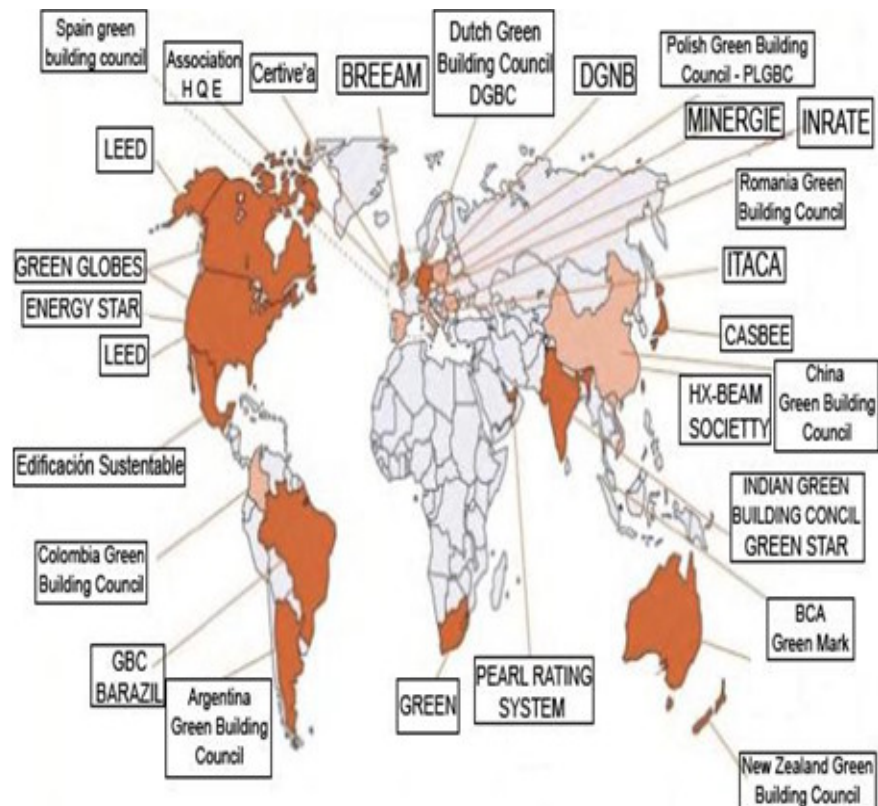 Spain green
building council
Association
H Q E
Certive'a
BREEAM
Dutch Green
Building Council
DGBC
DGNB
Polish Green Building
Council - PLGBC
MINERGIE
INRATE
LEED
Romania Green
Building Council
GREEN GLOBES
ITACA
ENERGY STAR
CASBEE
LEED
China
Green Building
Council
HX-BEAM
SOCIETTY
Edificación Sustentable
INDIAN GREEN
BUILDING CONCIL
GREEN STAR
Colombia Green
Building Council
BCA
Green Mark
GBC
BARAZIL
Argentina
Green Building
Council
GREEN
PEARL RATING
SYSTEM
New Zealand Green
Building Council